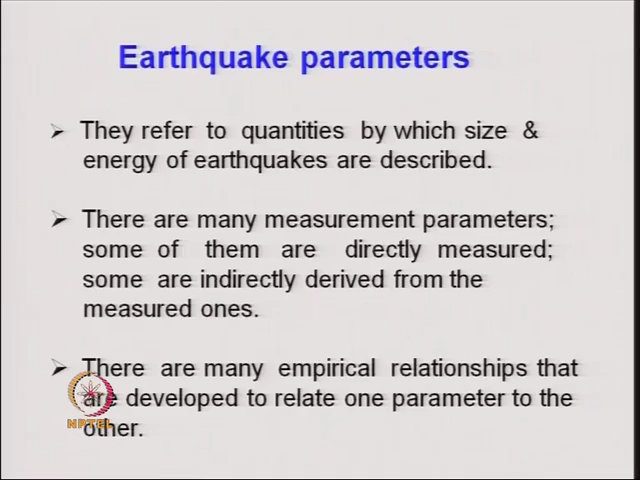 Earthquake parameters
➢ They refer to quantities by which size &
energy of earthquakes are described.
➢ There are many measurement parameters;
some of them are directly measured;
some are indirectly derived from the
measured ones.
➢ There are many empirical relationships that
are developed to relate one parameter to the
other.
NPTEL